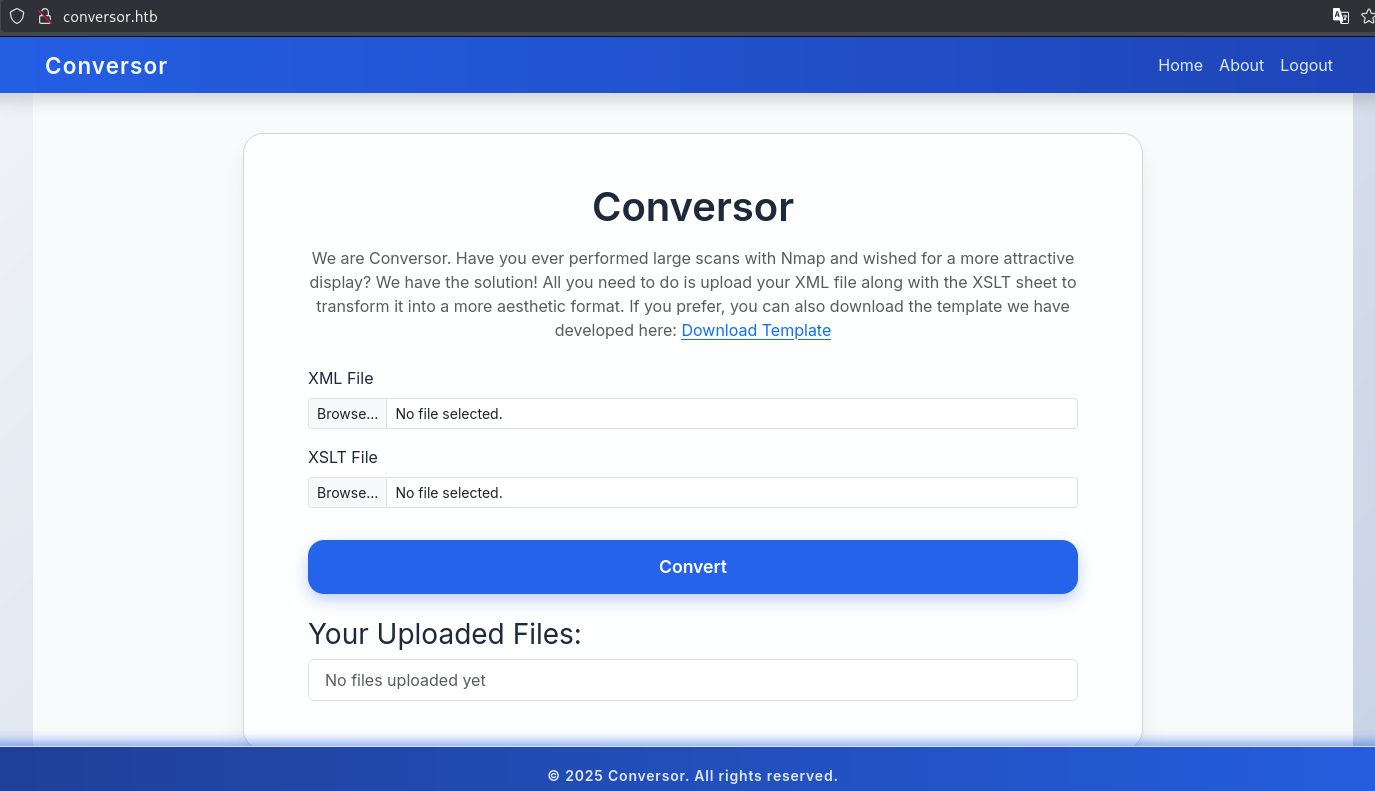 conversor.htb
Conversor
Home About Logout
Conversor
We are Conversor. Have you ever performed large scans with Nmap and wished for a more attractive
display? We have the solution! All you need to do is upload your XML file along with the XSLT sheet to
transform it into a more aesthetic format. If you prefer, you can also download the template we have
developed here: Download Template
XML File
Browse... No file selected.
XSLT File
Browse... No file selected.
Convert
Your Uploaded Files:
No files uploaded yet
© 2025 Conversor. All rights reserved.